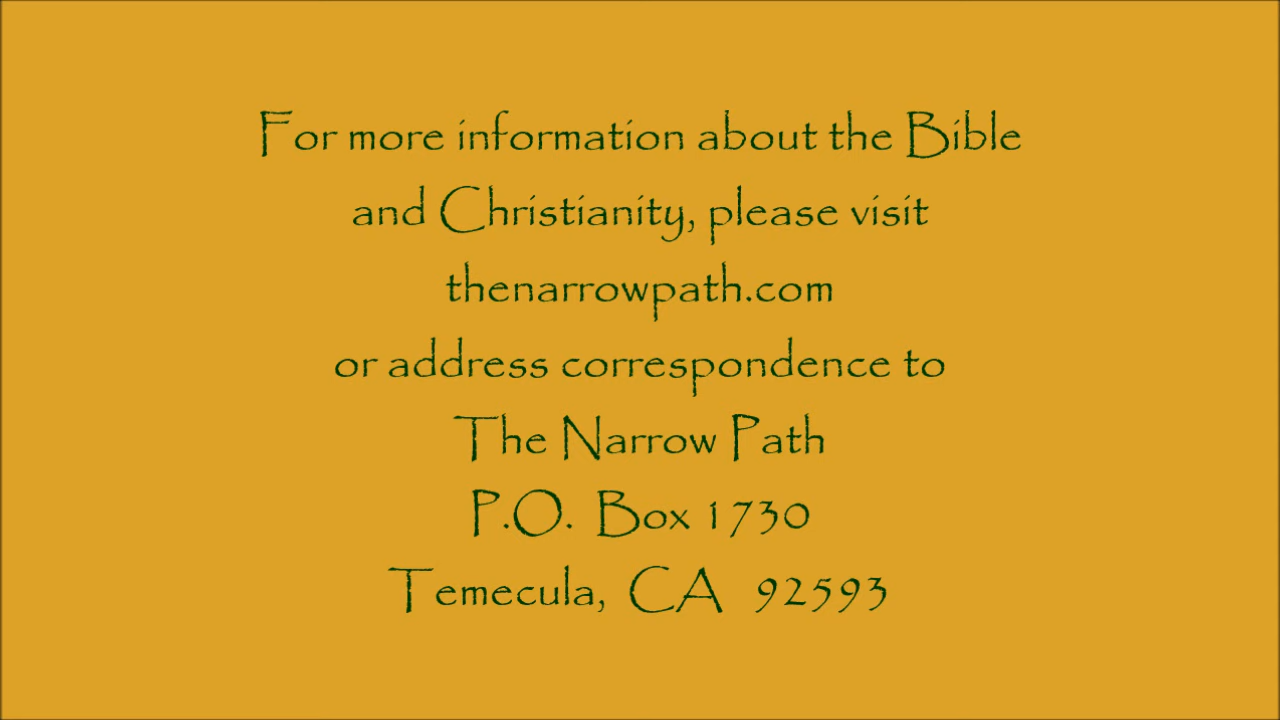 For more information about the Bible
and Christianity, please visit
thenarrowpath.com
or address correspondence to
The Narrow Path
P.O. Box 1730
Temecula, CA 92593